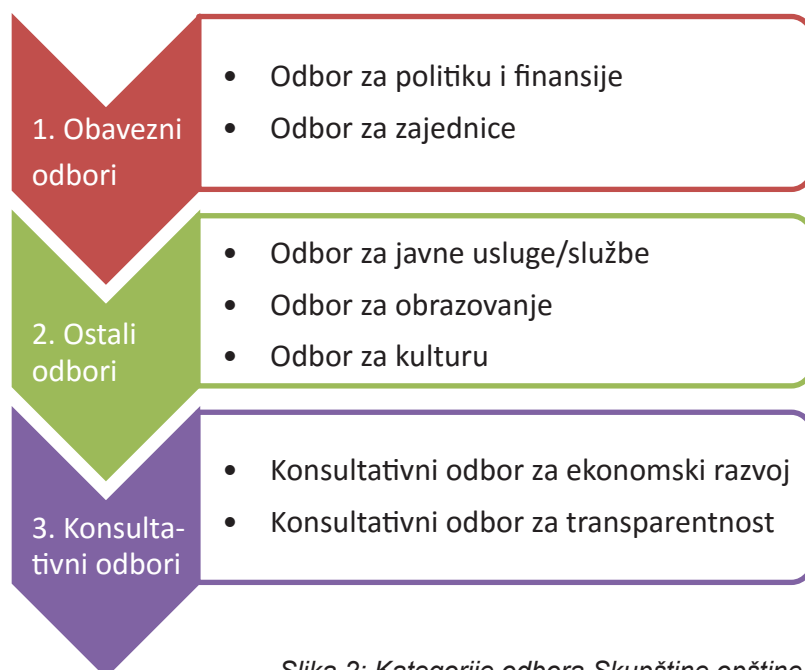 1. Obavezni
odbori
• Odbor za politiku i finansije
• Odbor za zajednice
2. Ostali
odbori
• Odbor za javne usluge/službe
• Odbor za obrazovanje
• Odbor za kulturu
3. Konsulta-
tivni odbori
• Konsultativni odbor za ekonomski razvoj
• Konsultativni odbor za transparentnost
Slika 2: Kategorije odbora Skupštine opštine